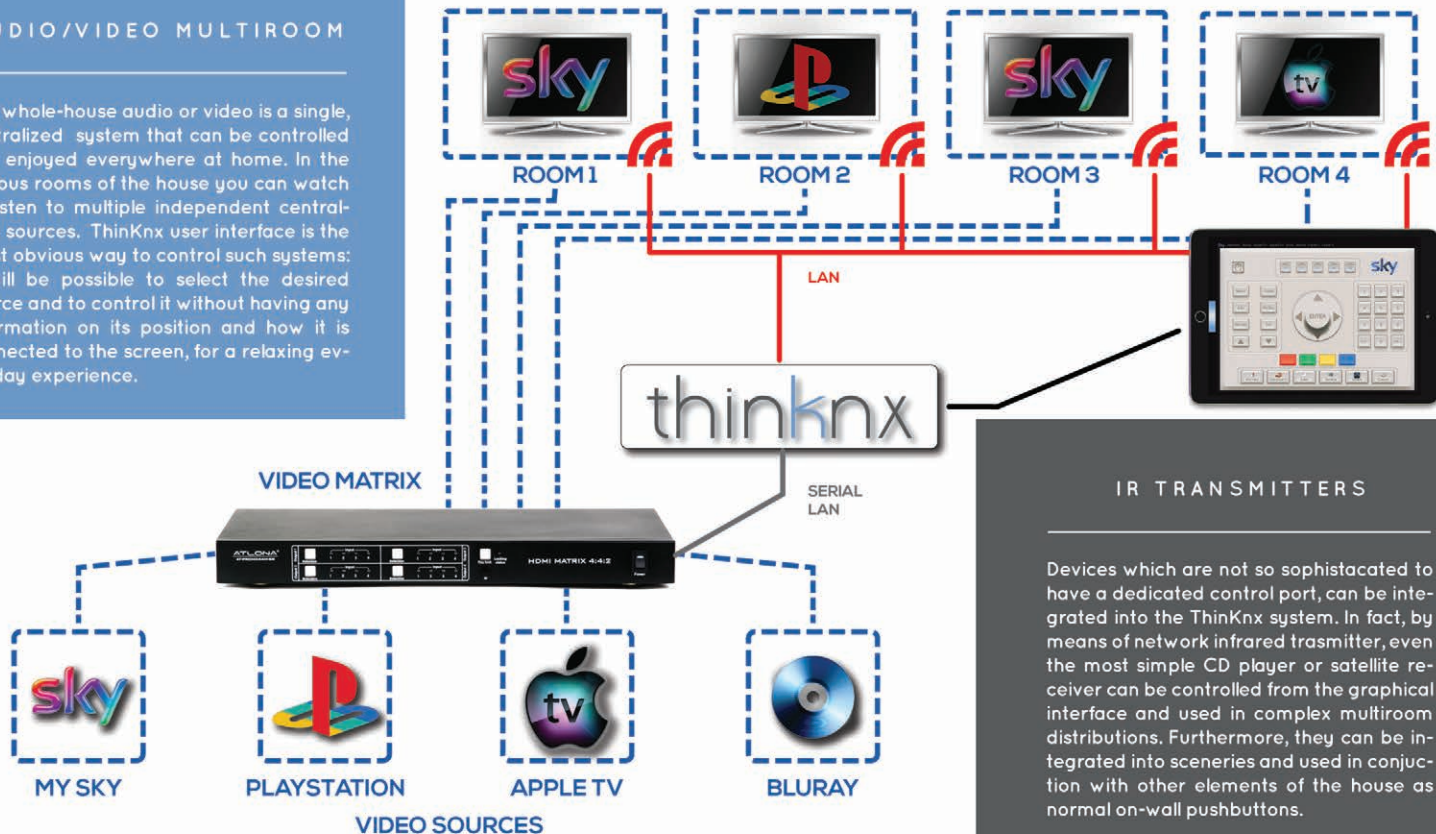 DIO/VIDEO MULTIROOM
whole-house audio or video is a single,
tralized system that can be controlled
enjoyed everywhere at home. In the
ous rooms of the house you can watch
sten to multiple independent central-
sources. ThinKnx user interface is the
t obvious way to control such systems:
ill be possible to select the desired
rce and to control it without having any
rmation on its position and how it is
nected to the screen, for a relaxing ev-
day experience.
sky
sky
tv
ROOM 1
ROOM 2
ROOM 3
ROOM 4
LAN
sky
ENTER
thinknx
VIDEO MATRIX
SERIAL
LAN
ATLONA
HDMI MATRIX 4:4:2
Power
sky
tv
MY SKY
PLAYSTATION
APPLE TV
BLURAY
VIDEO SOURCES
IR TRANSMITTERS
Devices which are not so sophistacated to
have a dedicated control port, can be inte-
grated into the ThinKnx system. In fact, by
means of network infrared trasmitter, even
the most simple CD player or satellite re-
ceiver can be controlled from the graphical
interface and used in complex multiroom
distributions. Furthermore, they can be in-
tegrated into sceneries and used in conjuc-
tion with other elements of the house as
normal on-wall pushbuttons.